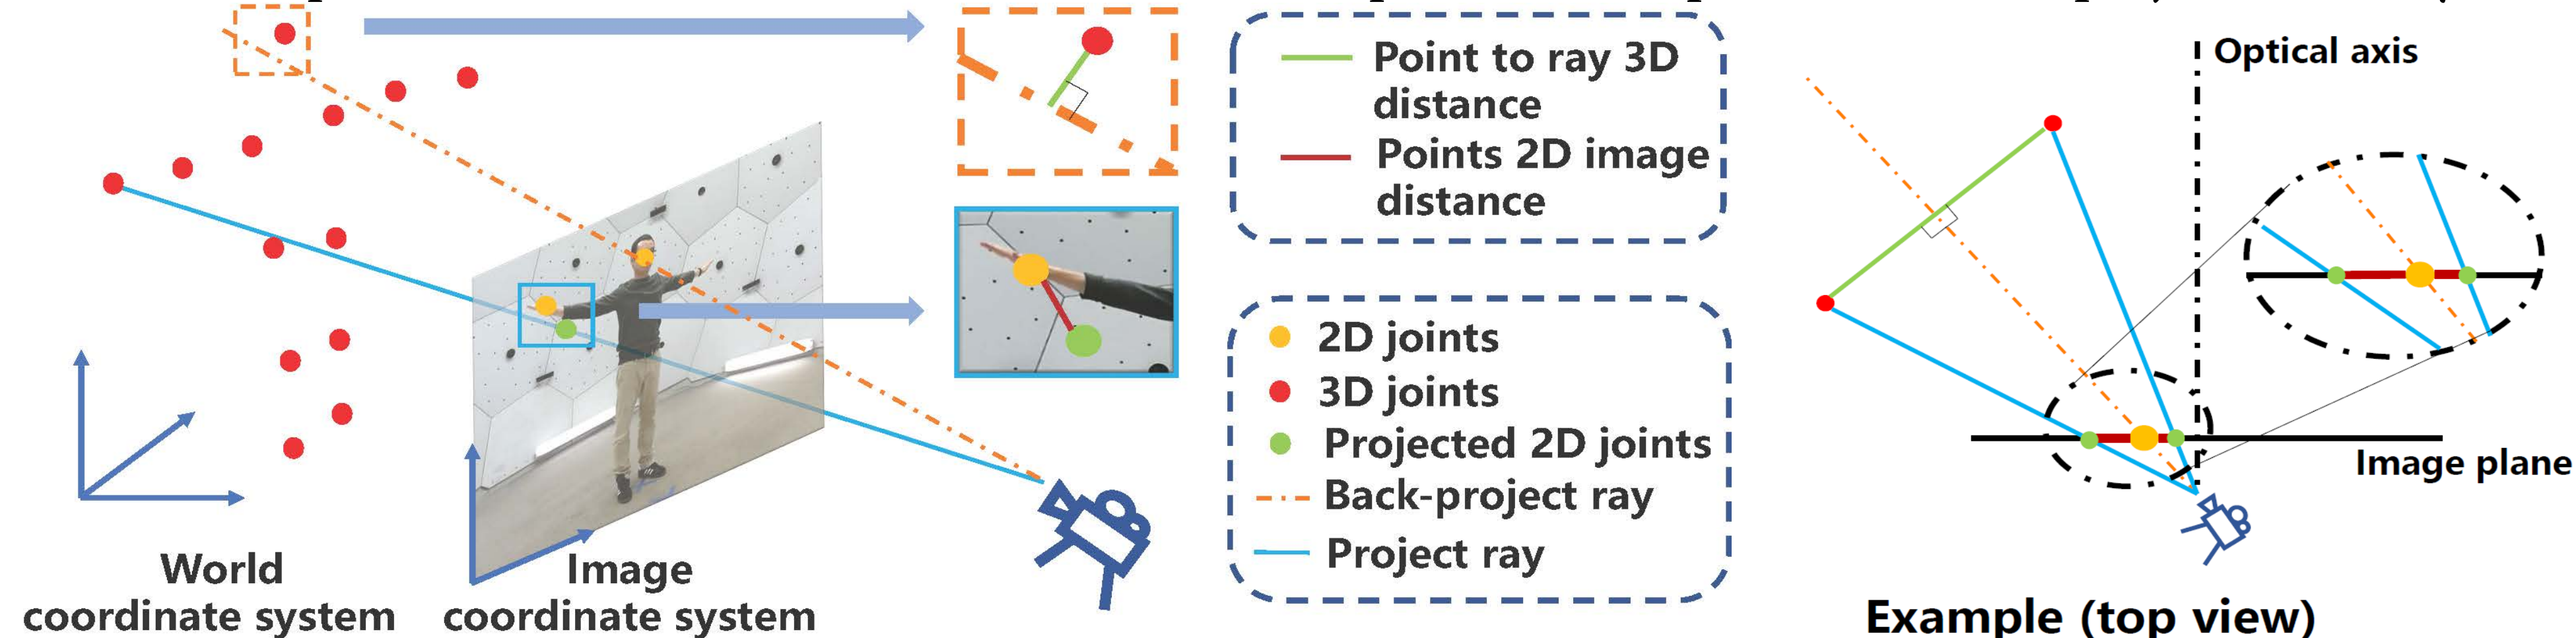 World
coordinate system
Image
coordinate system
Point to ray 3D
distance
Points 2D image
distance
2D joints
3D joints
Projected 2D joints
Back-project ray
Project ray
Optical axis
Image plane
Example (top view)